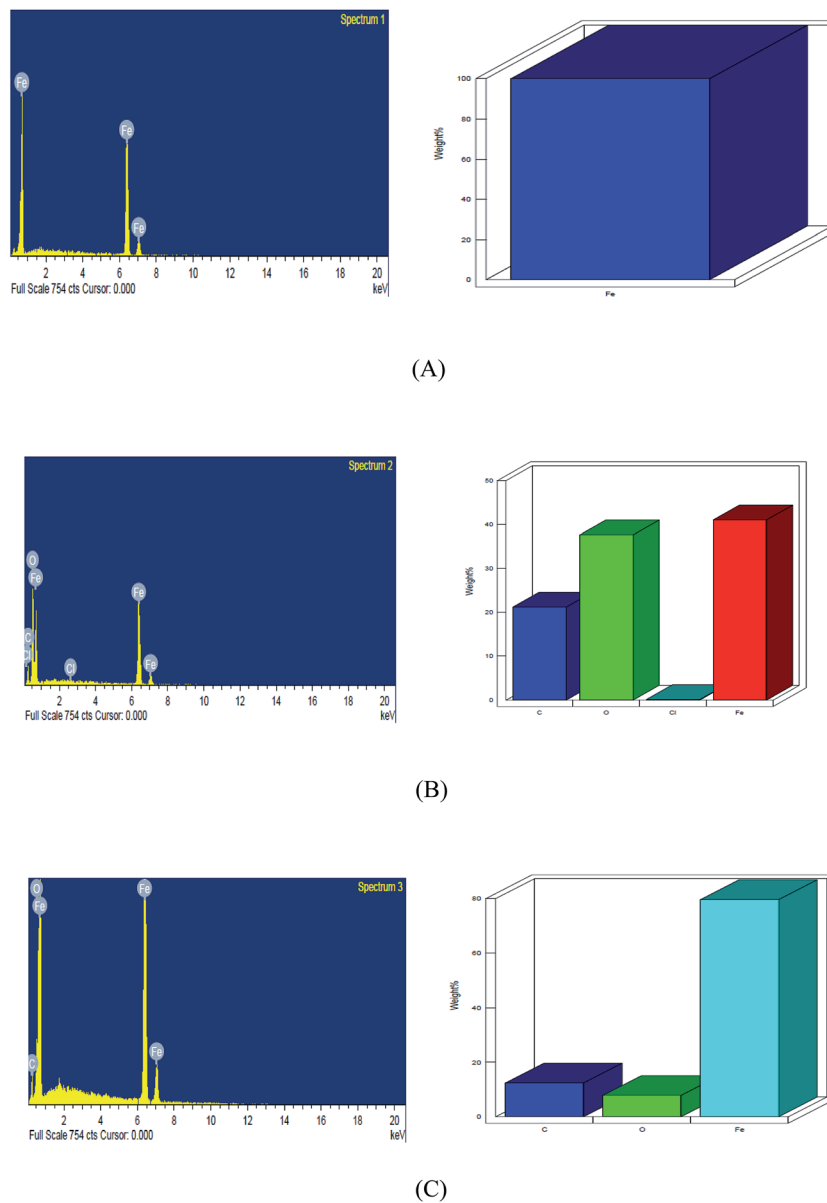 Spectrum 1
Fe
Fe
Fe
2 4 6 8 10 12 14 16 18 20
Full Scale 754 cts Cursor: 0.000 keV
Weight%
100
80
60
40
20
0
Fe
(A)
Spectrum 2
O
Fe
Fe
C
Cl
Cl
Fe
2 4 6 8 10 12 14 16 18 20
Full Scale 754 cts Cursor: 0.000 keV
Weight%
50
40
30
20
10
0
C O Cl Fe
(B)
Spectrum 3
O
Fe
Fe
C
Fe
2 4 6 8 10 12 14 16 18 20
Full Scale 754 cts Cursor: 0.000 keV
Weight%
80
60
40
20
0
C O Fe
(C)